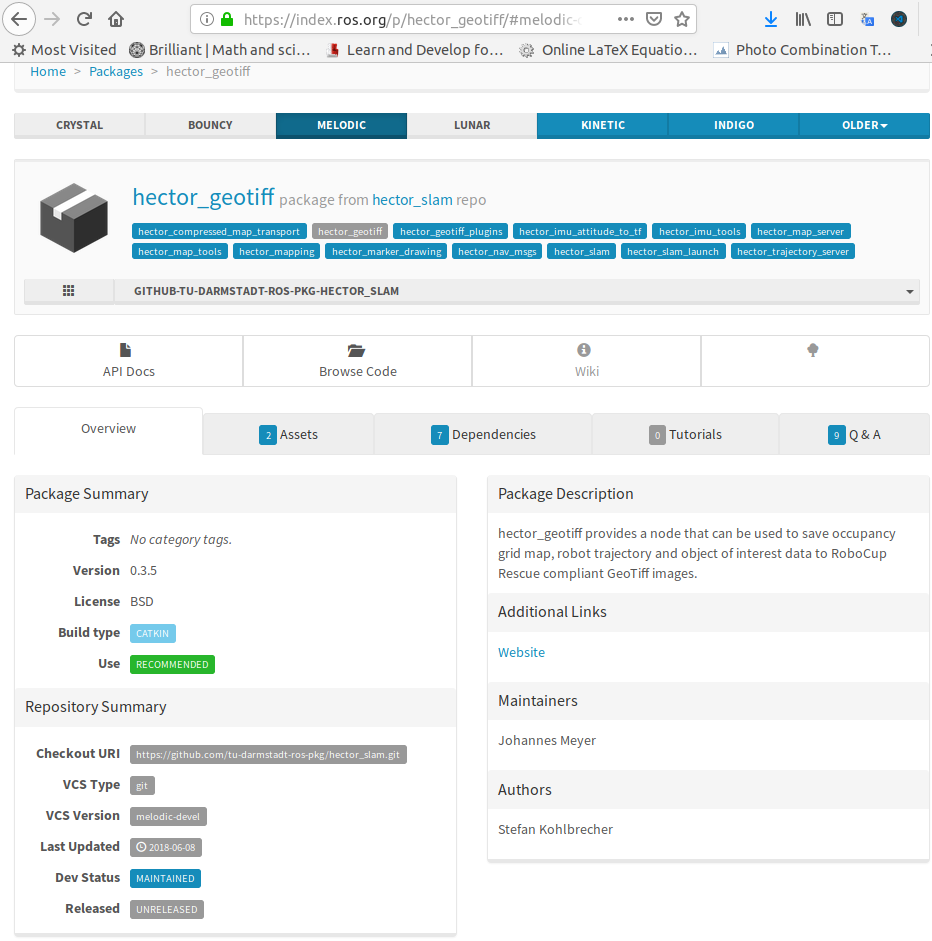 https://index.ros.org/p/hector_geotiff/#melodic-
Most Visited Brilliant | Math and sci… Learn and Develop fo… Online LaTeX Equatio… Photo Combination T…
Home > Packages > hector_geotiff
CRYSTAL BOUNCY MELODIC LUNAR KINETIC INDIGO OLDER
hector_geotiff package from hector_slam repo
hector_compressed_map_transport hector_geotiff hector_geotiff_plugins hector_imu_attitude_to_tf hector_imu_tools hector_map_server
hector_map_tools hector_mapping hector_marker_drawing hector_nav_msgs hector_slam hector_slam_launch hector_trajectory_server
GITHUB-TU-DARMSTADT-ROS-PKG-HECTOR_SLAM
API Docs Browse Code Wiki
Overview 2 Assets 7 Dependencies 0 Tutorials 9 Q & A
Package Summary
Tags No category tags.
Version 0.3.5
License BSD
Build type CATKIN
Use RECOMMENDED
Repository Summary
Checkout URI https://github.com/tu-darmstadt-ros-pkg/hector_slam.git
VCS Type git
VCS Version melodic-devel
Last Updated 2018-06-08
Dev Status MAINTAINED
Released UNRELEASED
Package Description
hector_geotiff provides a node that can be used to save occupancy
grid map, robot trajectory and object of interest data to RoboCup
Rescue compliant GeoTiff images.
Additional Links
Website
Maintainers
Johannes Meyer
Authors
Stefan Kohlbrecher